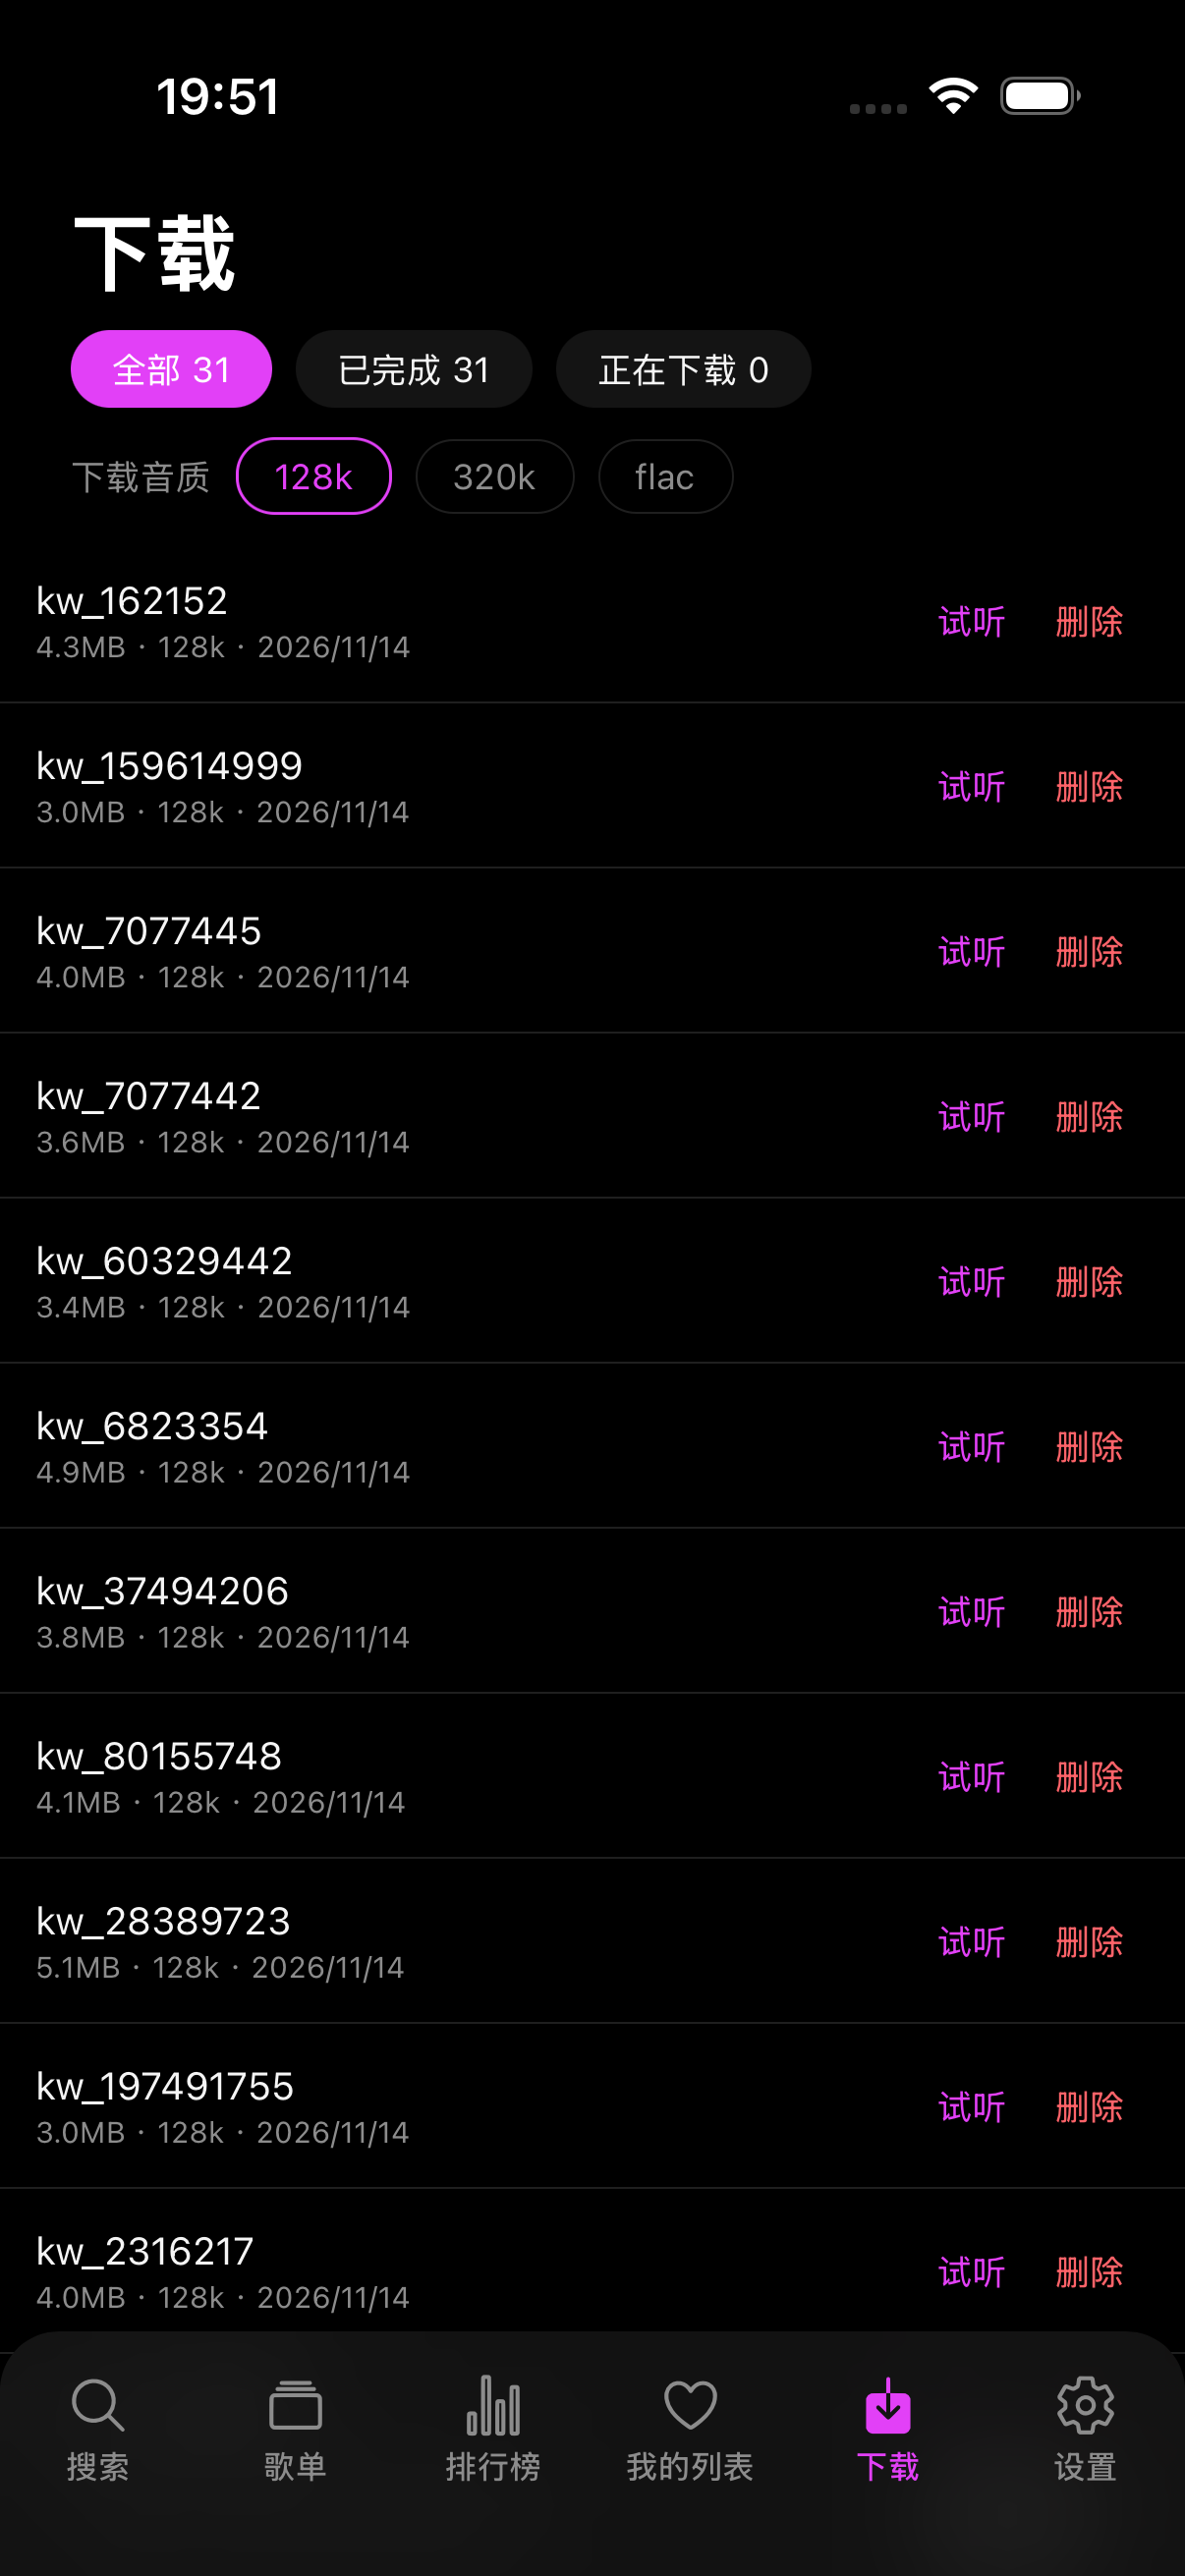 19:51
下载
全部 31
已完成 31
正在下载 0
下载音质
128k
320k
flac
kw_162152
4.3MB · 128k · 2026/11/14
试听
删除
kw_159614999
3.0MB · 128k · 2026/11/14
试听
删除
kw_7077445
4.0MB · 128k · 2026/11/14
试听
删除
kw_7077442
3.6MB · 128k · 2026/11/14
试听
删除
kw_60329442
3.4MB · 128k · 2026/11/14
试听
删除
kw_6823354
4.9MB · 128k · 2026/11/14
试听
删除
kw_37494206
3.8MB · 128k · 2026/11/14
试听
删除
kw_80155748
4.1MB · 128k · 2026/11/14
试听
删除
kw_28389723
5.1MB · 128k · 2026/11/14
试听
删除
kw_197491755
3.0MB · 128k · 2026/11/14
试听
删除
kw_2316217
4.0MB · 128k · 2026/11/14
试听
删除
搜索
歌单
排行榜
我的列表
下载
设置